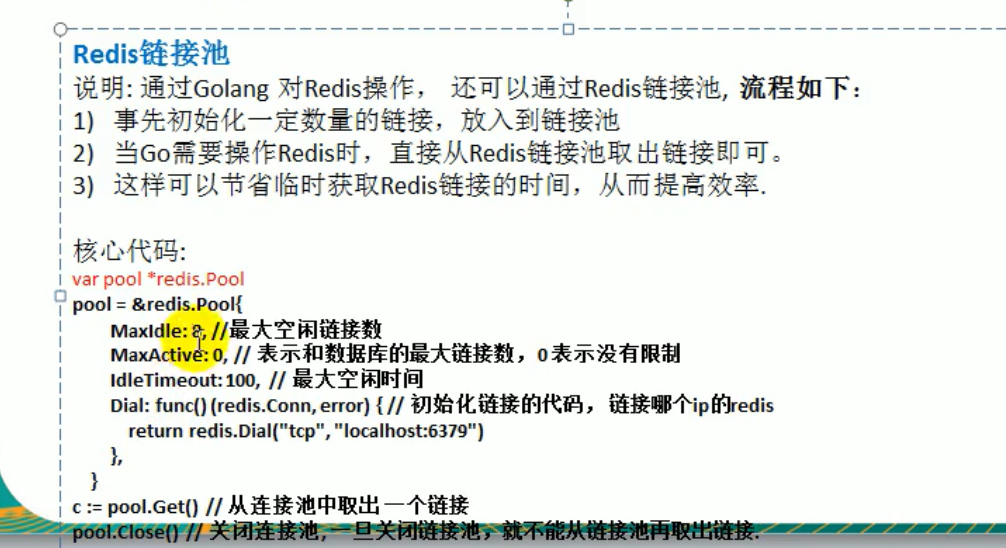 Redis链接池
说明: 通过Golang 对Redis操作， 还可以通过Redis链接池, 流程如下：
1) 事先初始化一定数量的链接，放入到链接池
2) 当Go需要操作Redis时，直接从Redis链接池取出链接即可。
3) 这样可以节省临时获取Redis链接的时间，从而提高效率.
核心代码:
var pool *redis.Pool
pool = &redis.Pool{
MaxIdle: 8, //最大空闲链接数
MaxActive: 0, // 表示和数据库的最大链接数，0 表示没有限制
IdleTimeout: 100, // 最大空闲时间
Dial: func() (redis.Conn, error) { // 初始化链接的代码，链接哪个ip的redis
return redis.Dial("tcp", "localhost:6379")
},
}
c := pool.Get() // 从连接池中取出一个链接
pool.Close() // 关闭连接池, 一旦关闭链接池，就不能从链接池再取出链接.